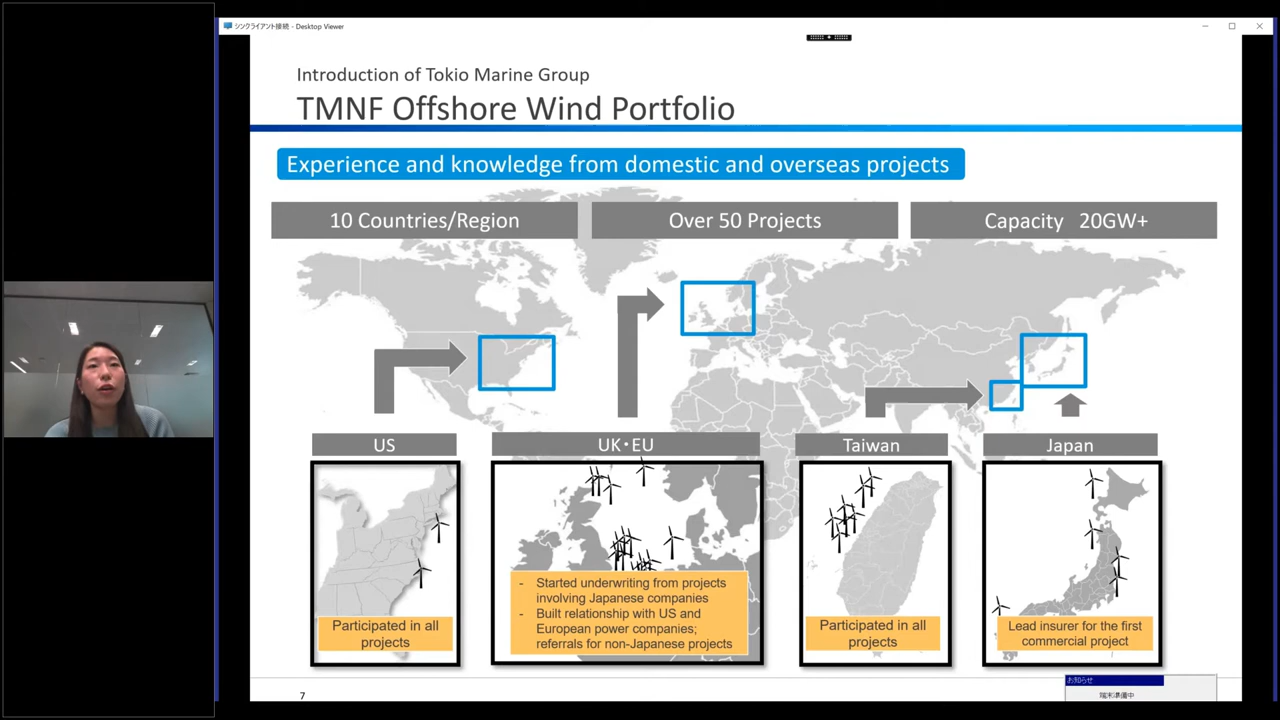 シンクライアント接続 - Desktop Viewer
Introduction of Tokio Marine Group
TMNF Offshore Wind Portfolio
Experience and knowledge from domestic and overseas projects
10 Countries/Region
Over 50 Projects
Capacity 20GW+
US
UK・EU
Taiwan
Japan
Participated in all
projects
- Started underwriting from projects
involving Japanese companies
- Built relationship with US and
European power companies;
referrals for non-Japanese projects
Participated in all
projects
Lead insurer for the first
commercial project
7
お知らせ
端末準備中